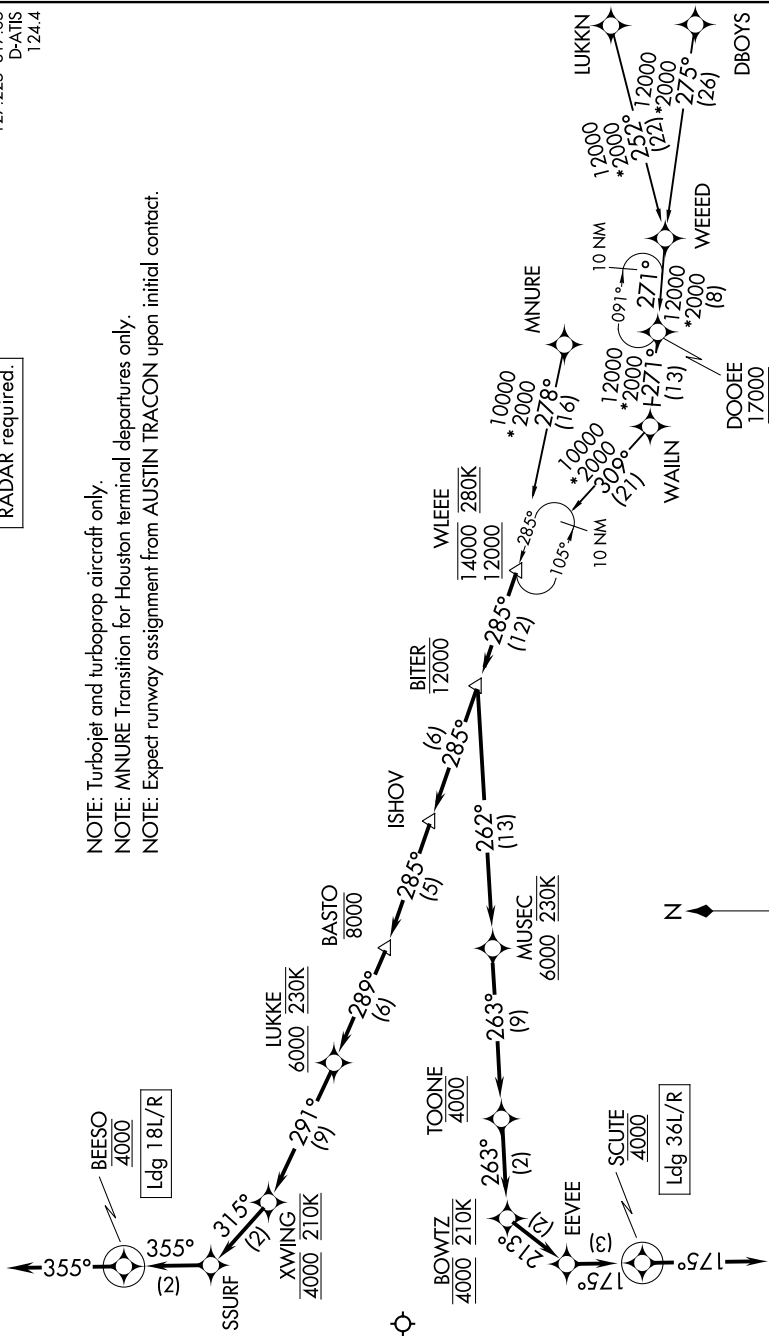 127.225 317.65
D-ATIS
124.4
RADAR required.
NOTE: Turbojet and turboprop aircraft only.
NOTE: MNURE Transition for Houston terminal departures only.
NOTE: Expect runway assignment from AUSTIN TRACON upon initial contact.
LUKKN
12000
*2000
252°
(22)
DBOYS
12000
*2000
275°
(26)
WEEED
10 NM
091°
271°
12000
*2000
(8)
DOOEE
17000
12000
*2000
271°
(13)
WAILN
10000
*2000
309°
(21)
MNURE
10000
*2000
278°
(16)
WLEEE
14000 280K
12000
285°
105°
10 NM
285°
(12)
BITER
12000
285°
(6)
ISHOV
285°
(5)
BASTO
8000
289°
(6)
LUKKE
6000 230K
291°
(9)
XWING
4000 210K
315°
(2)
SSURF
355°
(2)
BEESO
4000
Ldg 18L/R
355°
262°
(13)
MUSEC
6000 230K
263°
(9)
TOONE
4000
263°
(2)
BOWTZ
4000 210K
213°
(2)
EEVEE
175°
(3)
SCUTE
4000
Ldg 36L/R
175°
N